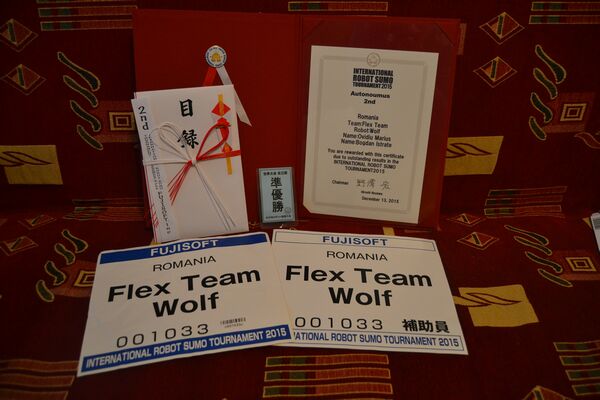 INTERNATIONAL
ROBOT SUMO
TOURNAMENT 2015
Autonoumus
2nd
Romania
Team:Flex Team
Robot:Wolf
Name:Ovidiu Marius
Name:Bogdan Istrate
You are rewarded with this certificate
due to outstanding results in the
INTERNATIONAL ROBOT SUMO
TOURNAMENT2015
Chairman
December 13, 2015
目録
2nd
準優勝
FUJISOFT
ROMANIA
Flex Team
Wolf
001033
INTERNATIONAL ROBOT SUMO TOURNAMENT 2015
FUJISOFT
ROMANIA
Flex Team
Wolf
001033 補助員
INTERNATIONAL ROBOT SUMO TOURNAMENT 2015